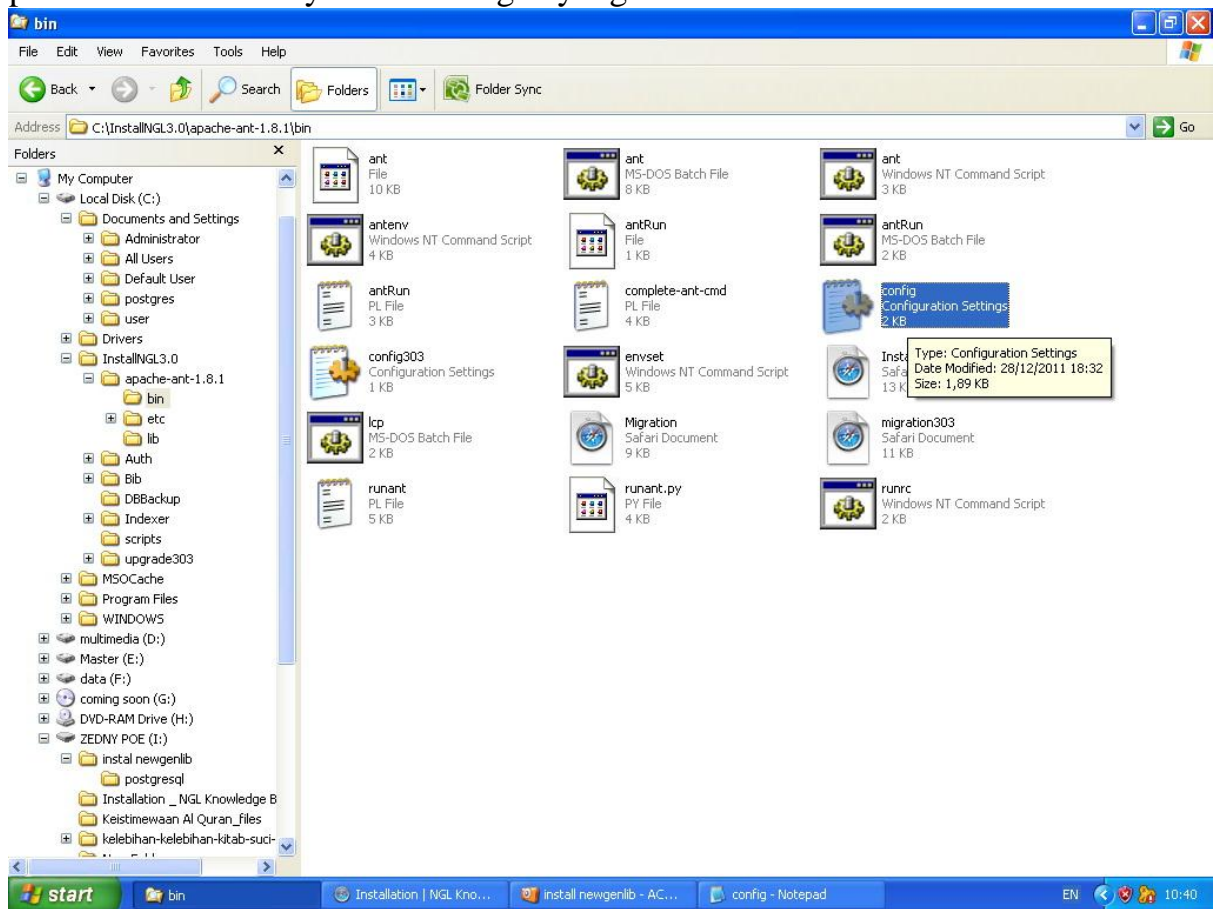 bin
File Edit View Favorites Tools Help
Back Search Folders Folder Sync
Address C:\InstallNGL3.0\apache-ant-1.8.1\bin Go
Folders
My Computer
Local Disk (C:)
Documents and Settings
Administrator
All Users
Default User
postgres
user
Drivers
InstallNGL3.0
apache-ant-1.8.1
bin
etc
lib
Auth
Bib
DBBackup
Indexer
scripts
upgrade303
MSOCache
Program Files
WINDOWS
multimedia (D:)
Master (E:)
data (F:)
coming soon (G:)
DVD-RAM Drive (H:)
ZEDNY POE (I:)
instal newgenlib
postgresql
Installation _ NGL Knowledge B
Keistimewaan Al Quran_files
kelebihan-kelebihan-kitab-suci-
ant
File
10 KB
ant
MS-DOS Batch File
8 KB
ant
Windows NT Command Script
3 KB
antenv
Windows NT Command Script
4 KB
antRun
File
1 KB
antRun
MS-DOS Batch File
2 KB
antRun
PL File
3 KB
complete-ant-cmd
PL File
4 KB
config
Configuration Settings
2 KB
config303
Configuration Settings
1 KB
envset
Windows NT Command Script
5 KB
Insta
Safa
13 K
Type: Configuration Settings
Date Modified: 28/12/2011 18:32
Size: 1,89 KB
lcp
MS-DOS Batch File
2 KB
Migration
Safari Document
9 KB
migration303
Safari Document
11 KB
runant
PL File
5 KB
runant.py
PY File
4 KB
runrc
Windows NT Command Script
2 KB
start bin Installation | NGL Kno... install newgenlib - AC... config - Notepad EN 10:40